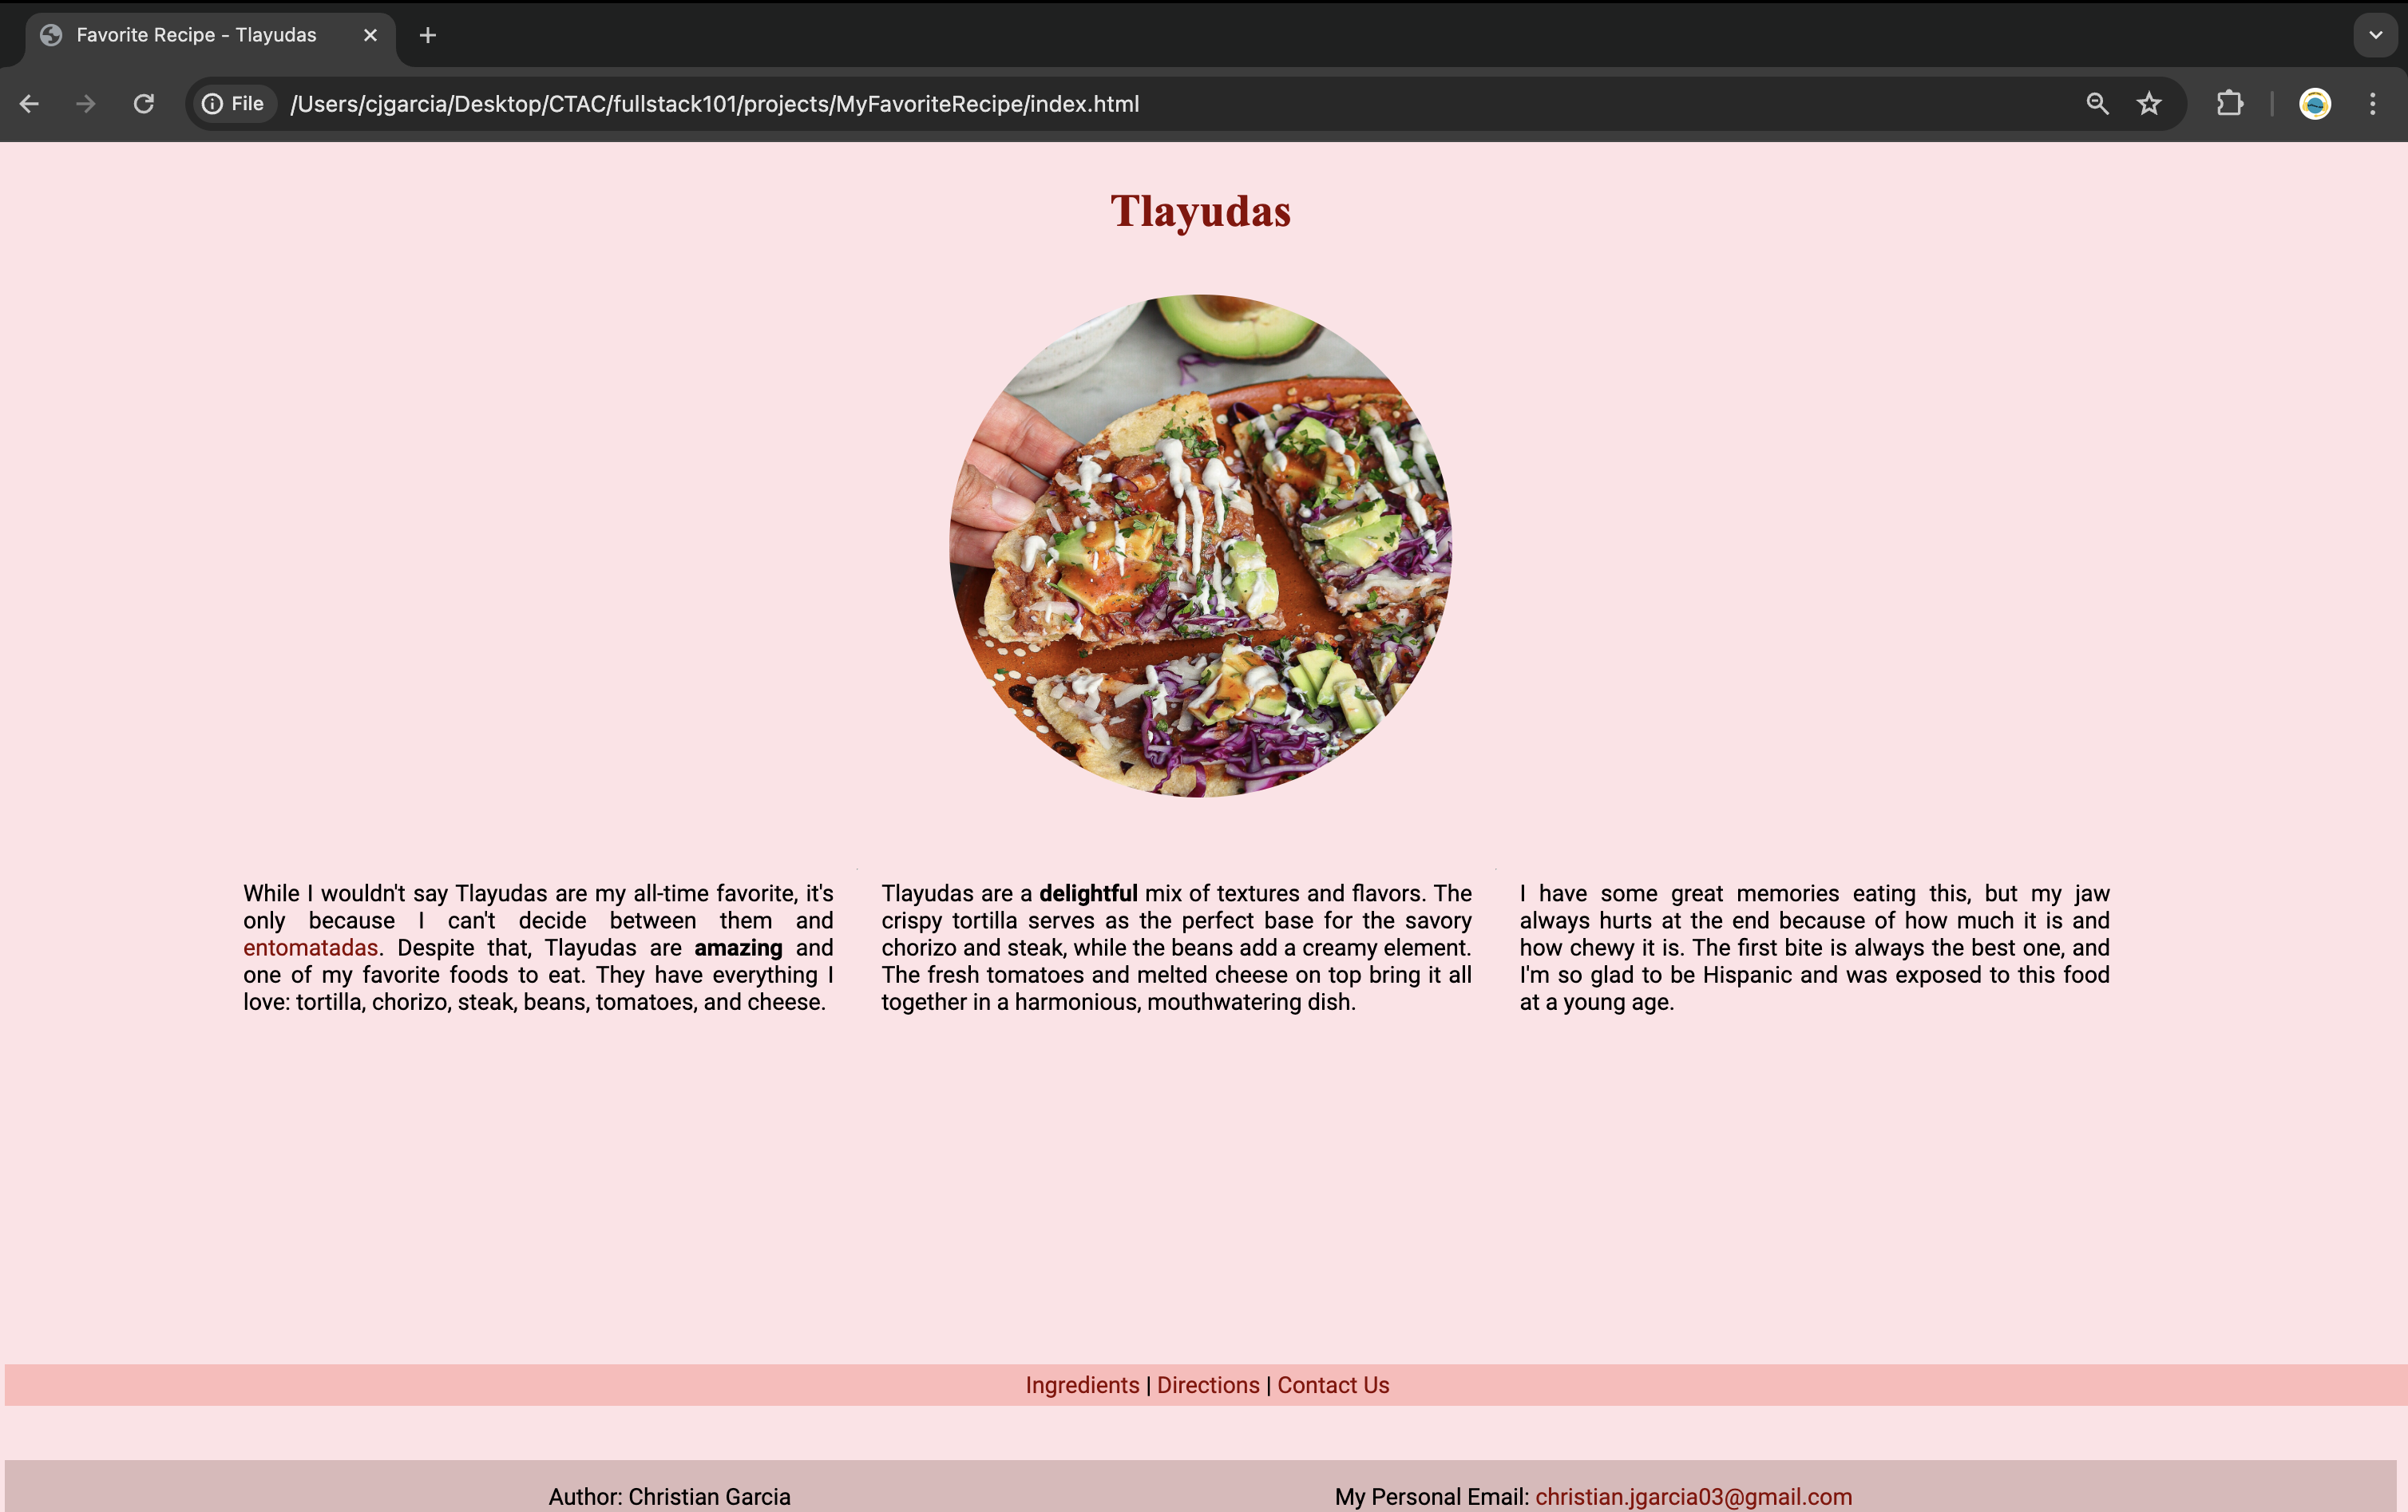 Favorite Recipe - Tlayudas
File /Users/cjgarcia/Desktop/CTAC/fullstack101/projects/MyFavoriteRecipe/index.html
Tlayudas
While I wouldn't say Tlayudas are my all-time favorite, it's
only because I can't decide between them and
entomatadas. Despite that, Tlayudas are amazing and
one of my favorite foods to eat. They have everything I
love: tortilla, chorizo, steak, beans, tomatoes, and cheese.
Tlayudas are a delightful mix of textures and flavors. The
crispy tortilla serves as the perfect base for the savory
chorizo and steak, while the beans add a creamy element.
The fresh tomatoes and melted cheese on top bring it all
together in a harmonious, mouthwatering dish.
I have some great memories eating this, but my jaw
always hurts at the end because of how much it is and
how chewy it is. The first bite is always the best one, and
I'm so glad to be Hispanic and was exposed to this food
at a young age.
Ingredients | Directions | Contact Us
Author: Christian Garcia
My Personal Email: christian.jgarcia03@gmail.com